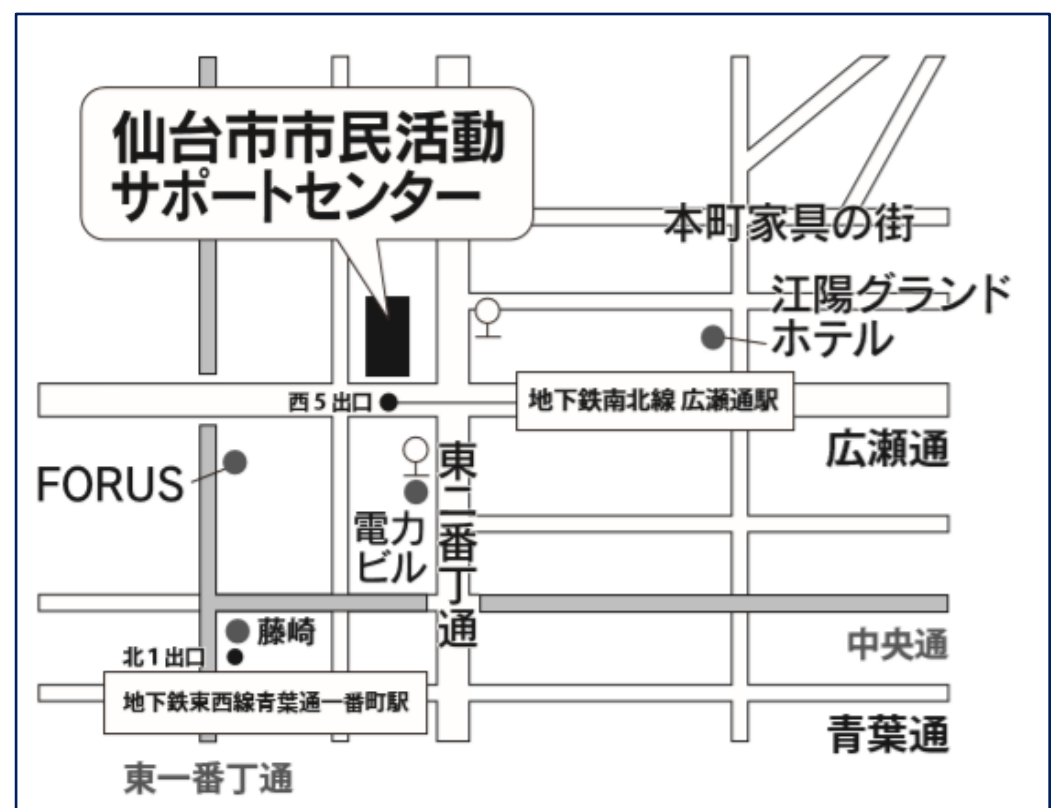 仙台市市民活動
サポートセンター
本町家具の街
江陽グランド
ホテル
西5出口
地下鉄南北線 広瀬通駅
広瀬通
FORUS
電力
ビル
東二番丁通
藤崎
中央通
北1出口
地下鉄東西線青葉通一番町駅
青葉通
東一番丁通